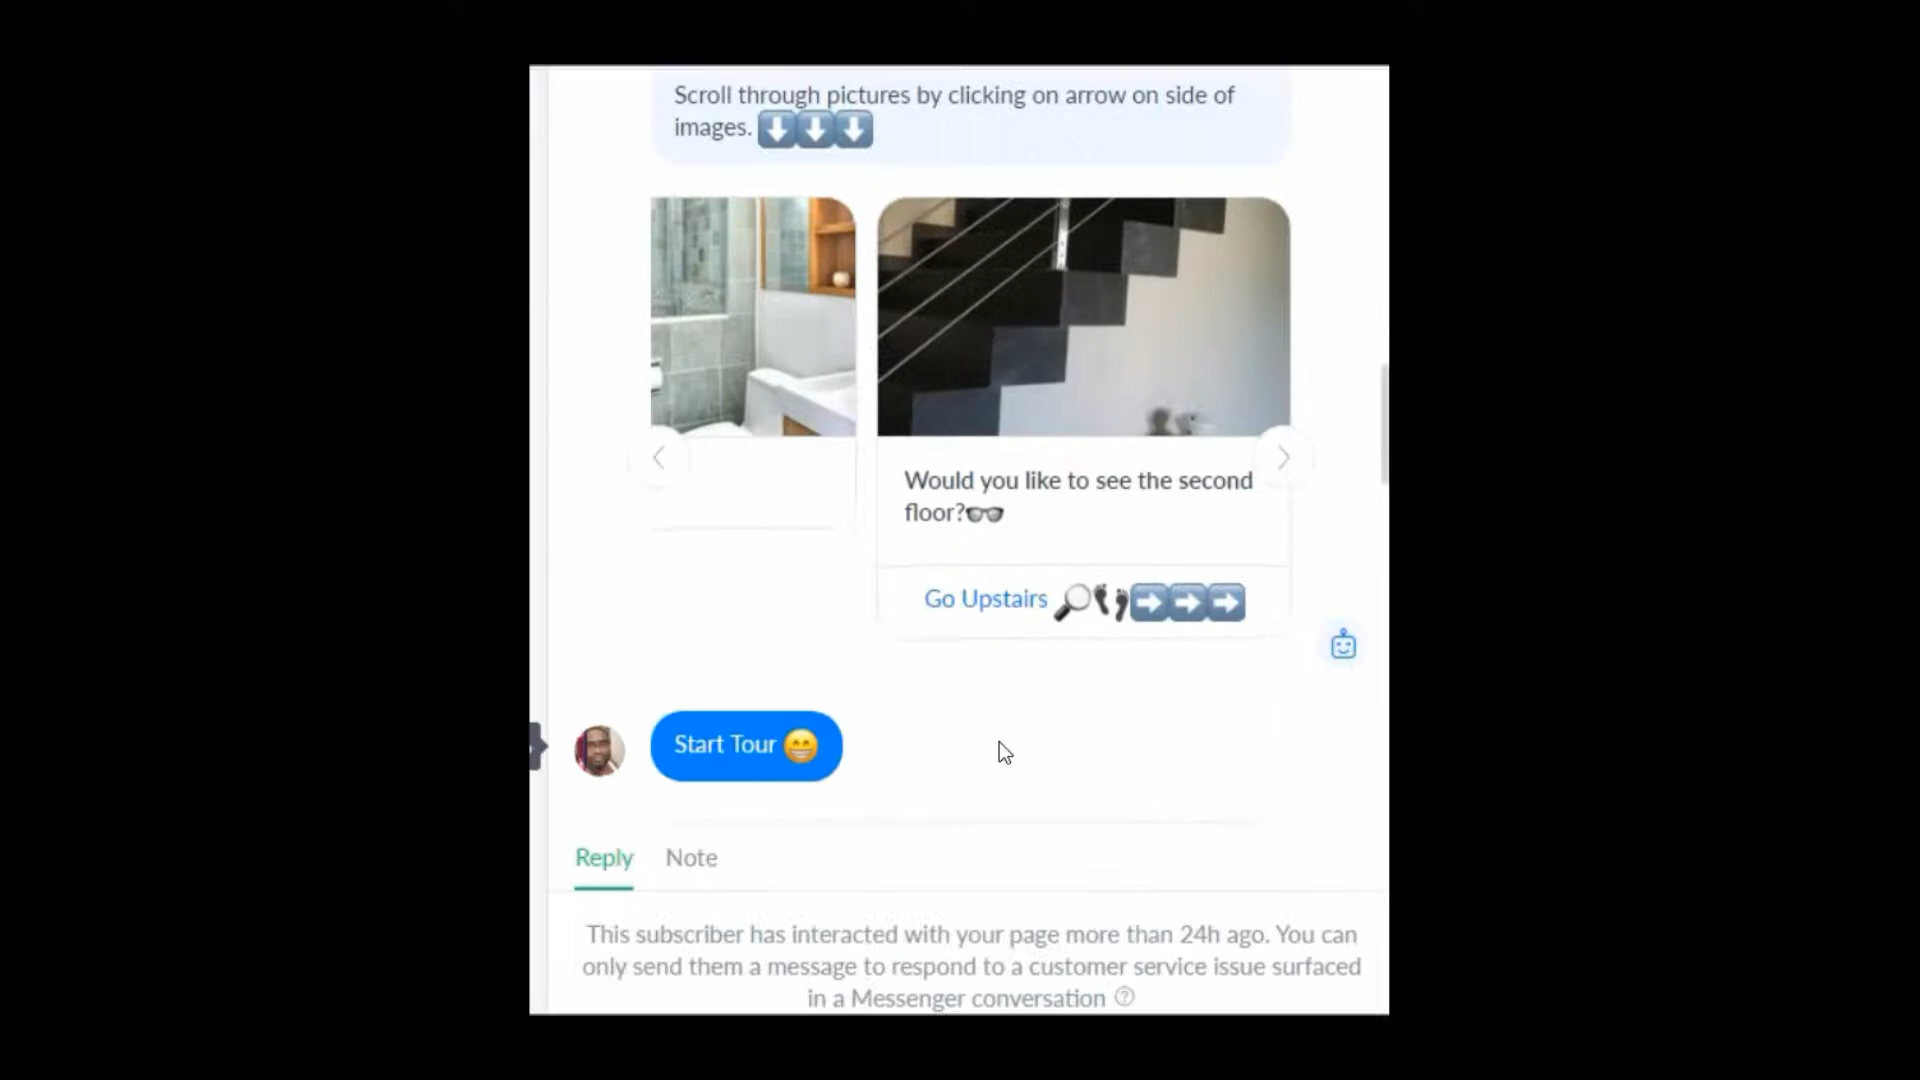 Scroll through pictures by clicking on arrow on side of
images. ⬇⬇⬇
Would you like to see the second
floor?👓
Go Upstairs 🔎👣➡➡➡
Start Tour 😁
Reply Note
This subscriber has interacted with your page more than 24h ago. You can
only send them a message to respond to a customer service issue surfaced
in a Messenger conversation